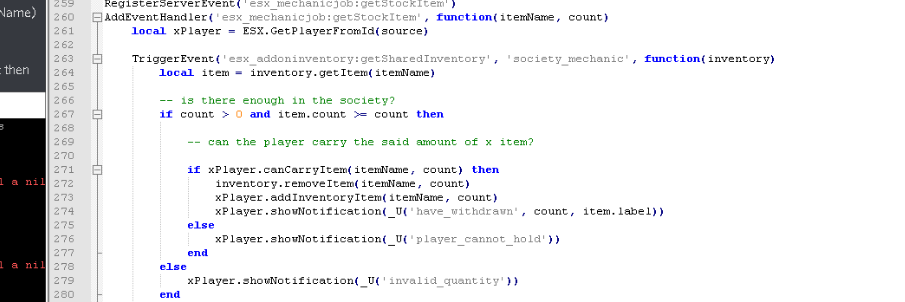 Name)
then
s
l a nil
l a nil
259 RegisterServerEvent('esx_mechanicjob:getStockItem')
260 AddEventHandler('esx_mechanicjob:getStockItem', function(itemName, count)
261 local xPlayer = ESX.GetPlayerFromId(source)
262
263 TriggerEvent('esx_addoninventory:getSharedInventory', 'society_mechanic', function(inventory)
264 local item = inventory.getItem(itemName)
265
266 -- is there enough in the society?
267 if count > 0 and item.count >= count then
268
269 -- can the player carry the said amount of x item?
270
271 if xPlayer.canCarryItem(itemName, count) then
272 inventory.removeItem(itemName, count)
273 xPlayer.addInventoryItem(itemName, count)
274 xPlayer.showNotification(_U('have_withdrawn', count, item.label))
275 else
276 xPlayer.showNotification(_U('player_cannot_hold'))
277 end
278 else
279 xPlayer.showNotification(_U('invalid_quantity'))
280 end